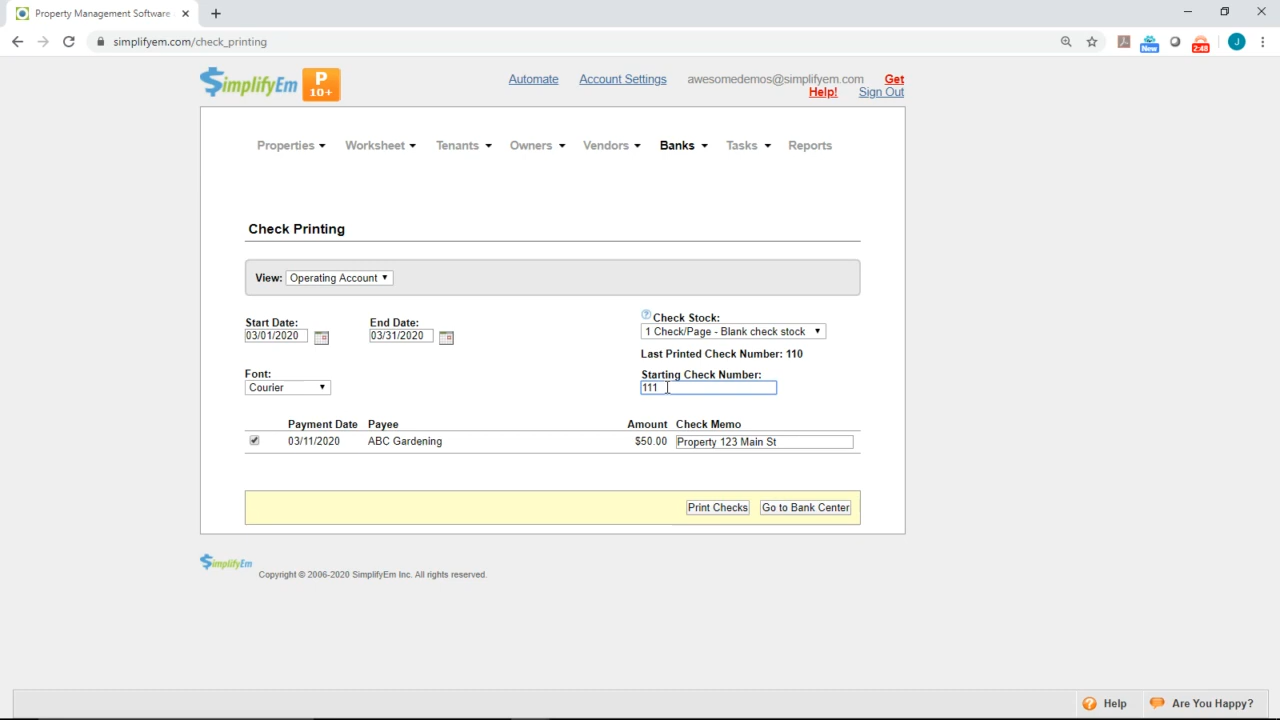 Property Management Software
simplifyem.com/check_printing
New
2:48
J
SimplifyEm P 10+
Automate Account Settings awesomedemos@simplifyem.com Get Help! Sign Out
Properties Worksheet Tenants Owners Vendors Banks Tasks Reports
Check Printing
View: Operating Account
Start Date: End Date: Check Stock:
03/01/2020 03/31/2020 1 Check/Page - Blank check stock
Last Printed Check Number: 110
Font: Starting Check Number:
Courier 111
Payment Date Payee Amount Check Memo
03/11/2020 ABC Gardening $50.00 Property 123 Main St
Print Checks Go to Bank Center
SimplifyEm
Copyright © 2006-2020 SimplifyEm Inc. All rights reserved.
Help Are You Happy?